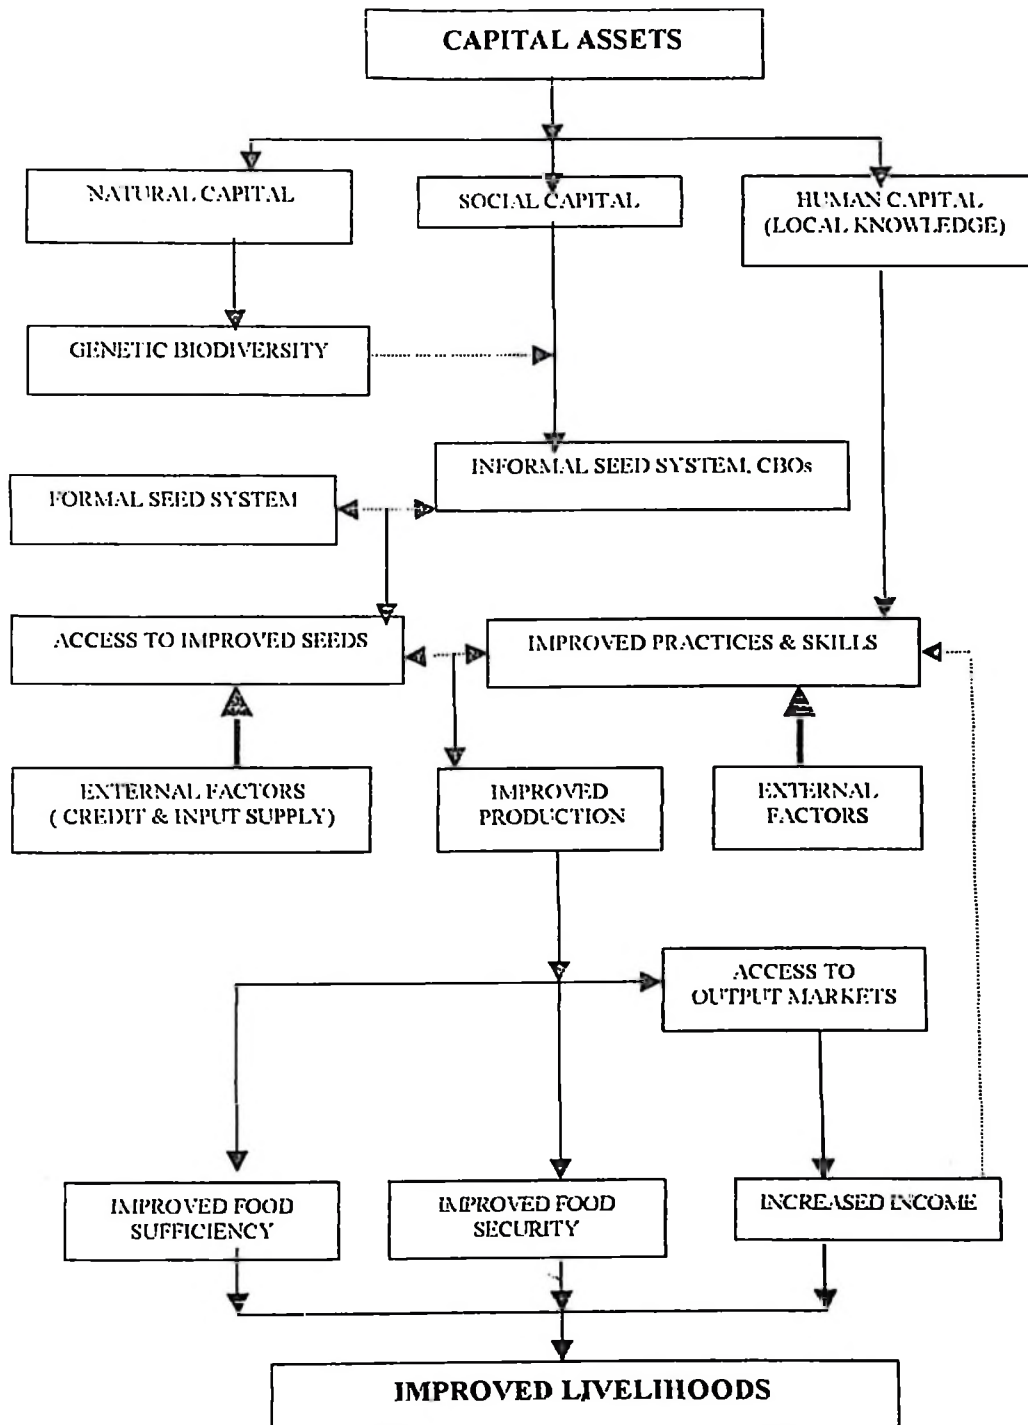 CAPITAL ASSETS
NATURAL CAPITAL
SOCIAL CAPITAL
HUMAN CAPITAL
(LOCAL KNOWLEDGE)
GENETIC BIODIVERSITY
INFORMAL SEED SYSTEM, CBOs
FORMAL SEED SYSTEM
ACCESS TO IMPROVED SEEDS
IMPROVED PRACTICES & SKILLS
EXTERNAL FACTORS
( CREDIT & INPUT SUPPLY)
IMPROVED
PRODUCTION
EXTERNAL
FACTORS
ACCESS TO
OUTPUT MARKETS
IMPROVED FOOD
SUFFICIENCY
IMPROVED FOOD
SECURITY
INCREASED INCOME
IMPROVED LIVELIHOODS